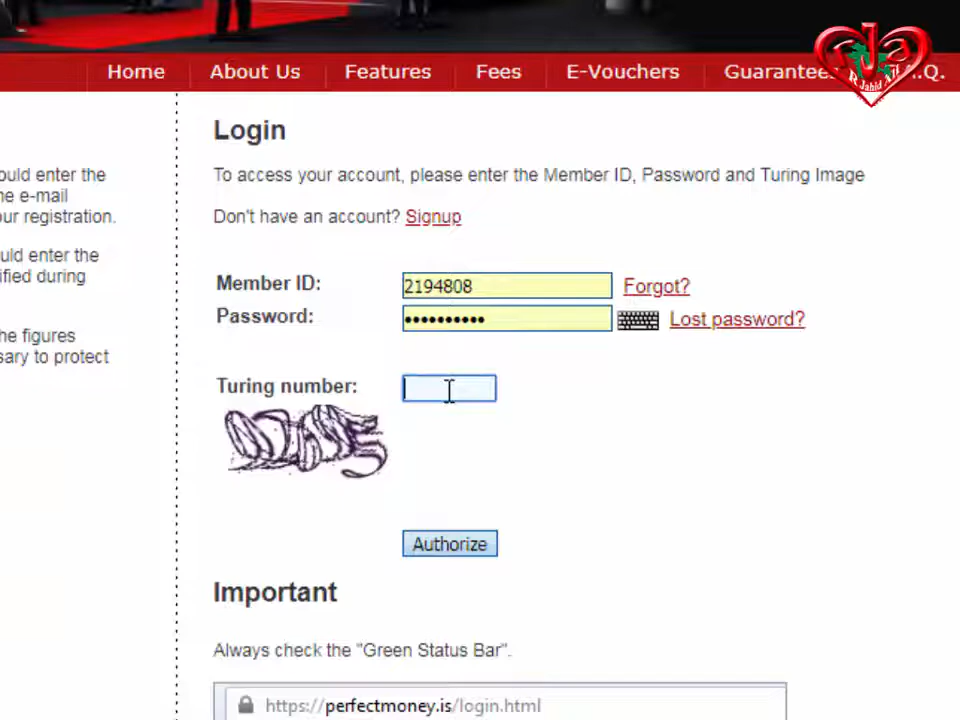 Home About Us Features Fees E-Vouchers Guarantee A.Q.
R Jahid Ali
Login
ould enter the
e e-mail
ur registration.
uld enter the
ified during
he figures
sary to protect
To access your account, please enter the Member ID, Password and Turing Image
Don't have an account? Signup
Member ID: 2194808 Forgot?
Password: •••••••••• Lost password?
Turing number:
Authorize
Important
Always check the "Green Status Bar".
https://perfectmoney.is/login.html